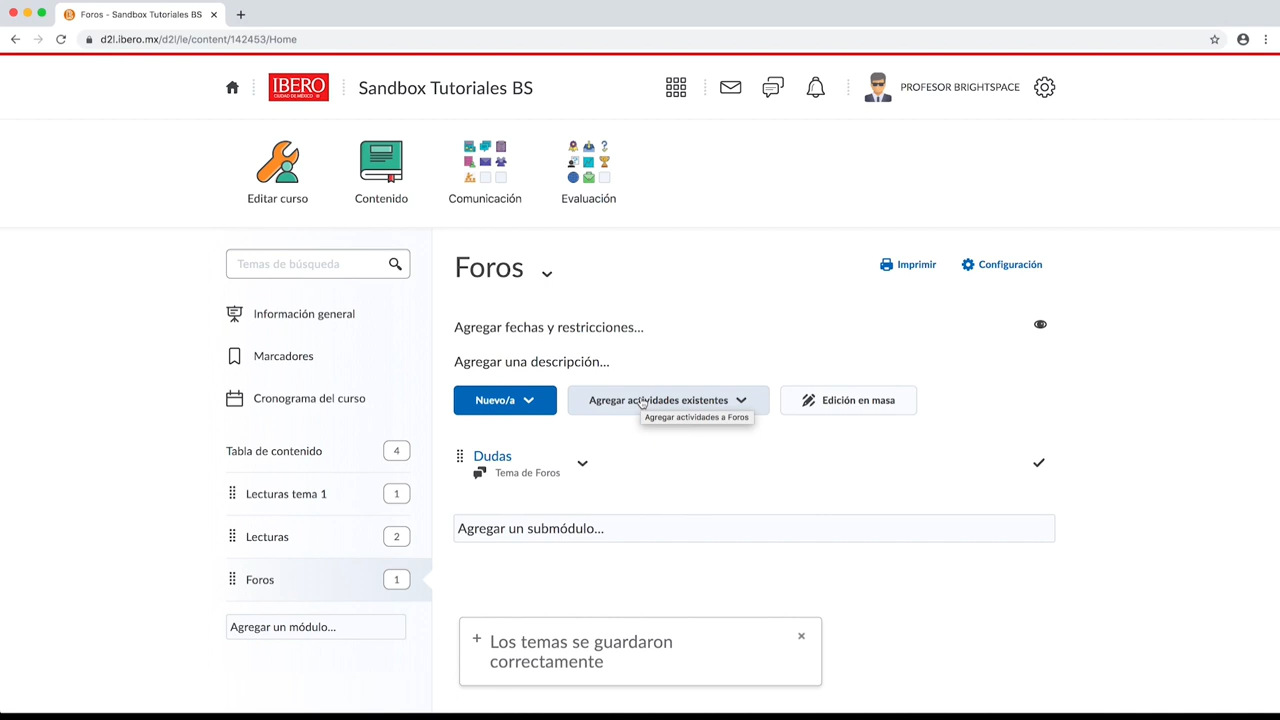 Foros - Sandbox Tutoriales BS
d2l.ibero.mx/d2l/le/content/142453/Home
IBERO
CIUDAD DE MÉXICO
Sandbox Tutoriales BS
PROFESOR BRIGHTSPACE
Editar curso
Contenido
Comunicación
Evaluación
Temas de búsqueda
Información general
Marcadores
Cronograma del curso
Tabla de contenido 4
Lecturas tema 1 1
Lecturas 2
Foros 1
Agregar un módulo...
Foros
Imprimir
Configuración
Agregar fechas y restricciones...
Agregar una descripción...
Nuevo/a
Agregar actividades existentes
Edición en masa
Agregar actividades a Foros
Dudas
Tema de Foros
Agregar un submódulo...
Los temas se guardaron
correctamente